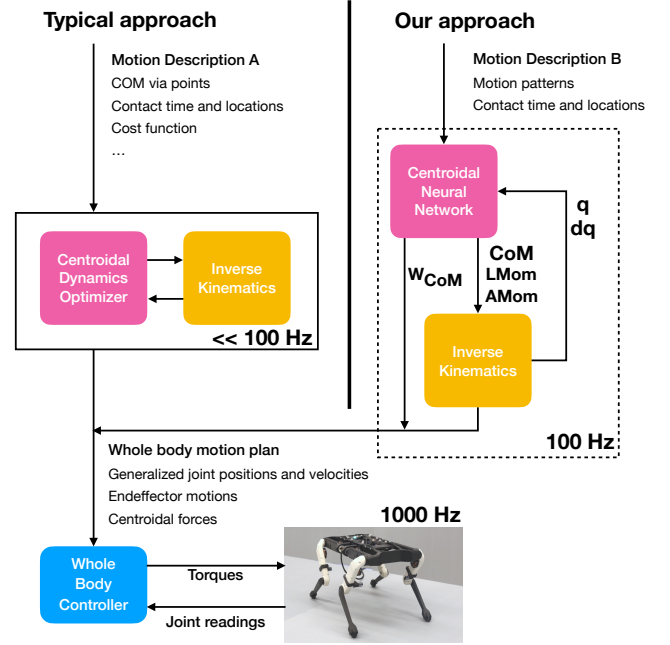 Typical approach
Motion Description A
COM via points
Contact time and locations
Cost function
...
Centroidal
Dynamics
Optimizer
Inverse
Kinematics
<< 100 Hz
Our approach
Motion Description B
Motion patterns
Contact time and locations
Centroidal
Neural
Network
q
dq
WCoM
CoM
LMom
AMom
Inverse
Kinematics
100 Hz
Whole body motion plan
Generalized joint positions and velocities
Endeffector motions
Centroidal forces
1000 Hz
Whole
Body
Controller
Torques
Joint readings